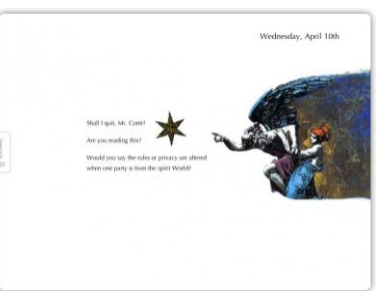 Wednesday, April 10th
Shall I quit, Mr. Conti?
Are you reading this?
Would you say the rules or privacy are altered
when one party is from the spirit World?